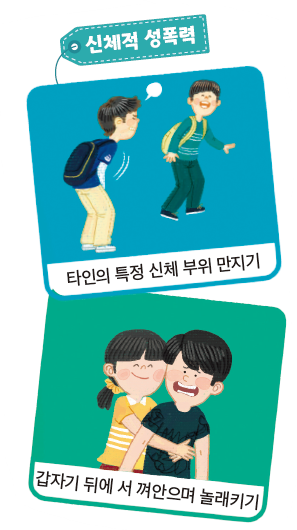 신체적 성폭력
타인의 특정 신체 부위 만지기
갑자기 뒤에 서 껴안으며 놀래키기